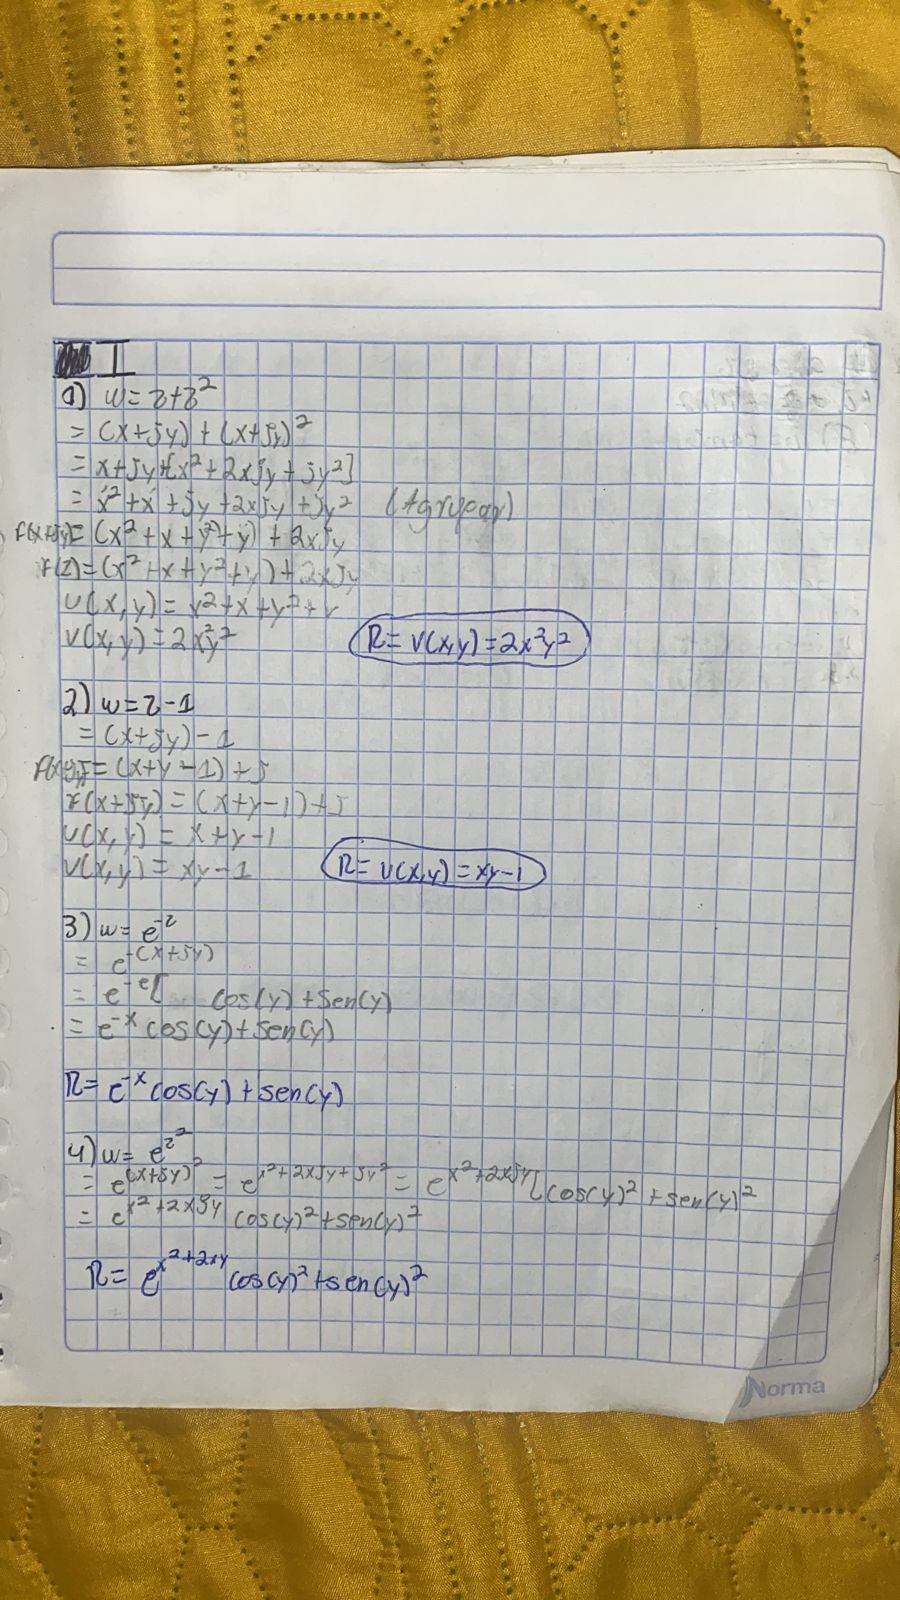 I
1) w = z+z²
= (x+jy) + (x+jy)²
= x+jy+[x²+2xjy+jy²]
= x²+x+jy+2xjy+jy² (Agrupar)
f(x+jy)= (x²+x+y²+y) + 2xjy
f(z)=(x²+x+y²+y)+2xjy
u(x,y) = x²+x+y²+y
v(x,y)=2x²y² R= v(x,y)=2x²y²
2) w=z-1
= (x+jy)-1
= (x+y-1)+j
f(x+jy)=(x+y-1)+j
u(x,y) = x+y-1
v(x,y)= xy-1 R= v(x,y)=xy-1
3) w= e^-z
= e^-(x+jy)
= e^-e[ cos(y)+sen(y)
= e^-x cos(y)+sen(y)
R= e^-x cos(y)+sen(y)
4) w= e^z²
= e^(x+jy)² = e^x²+2xjy+jy² = e^x²+2xjy[cos(y)²+sen(y)²
= e^x²+2xjy cos(y)²+sen(y)²
R= e^x²+2xy cos(y)²+sen(y)²
Norma